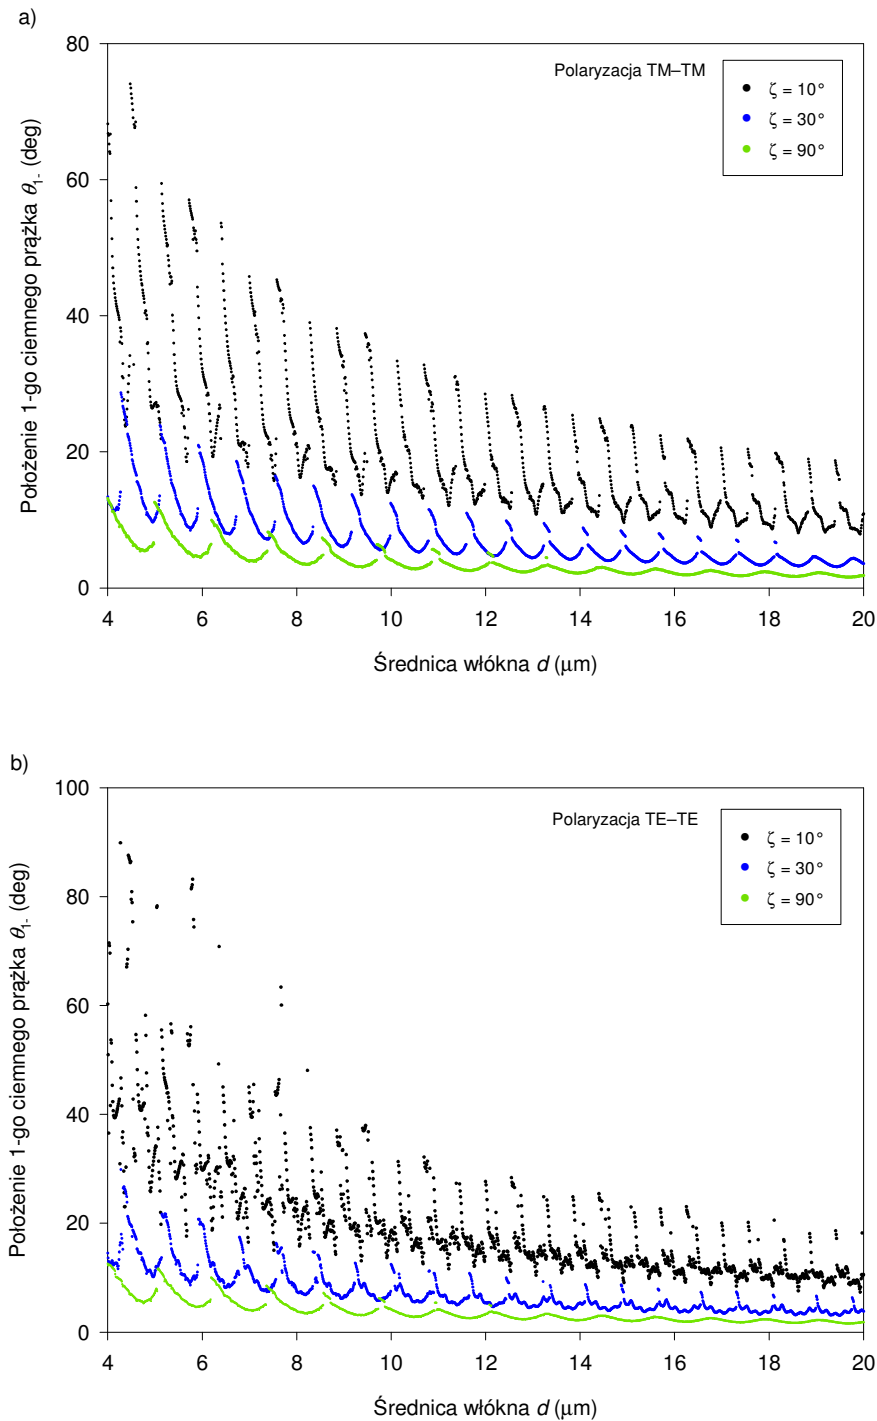 a)
80
60
40
20
0
Położenie 1-go ciemnego prążka θ1- (deg)
Polaryzacja TM–TM
ζ = 10°
ζ = 30°
ζ = 90°
4 6 8 10 12 14 16 18 20
Średnica włókna d (μm)
b)
100
80
60
40
20
0
Położenie 1-go ciemnego prążka θ1- (deg)
Polaryzacja TE–TE
ζ = 10°
ζ = 30°
ζ = 90°
4 6 8 10 12 14 16 18 20
Średnica włókna d (μm)